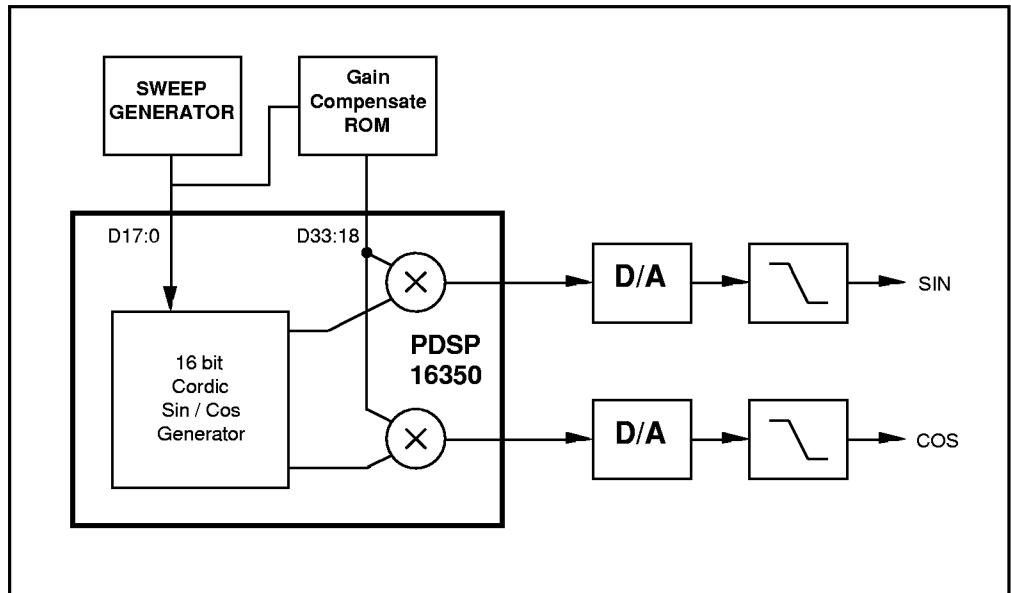 SWEEP
GENERATOR
Gain
Compensate
ROM
D17:0
D33:18
16 bit
Cordic
Sin / Cos
Generator
PDSP
16350
D/A
SIN
D/A
COS